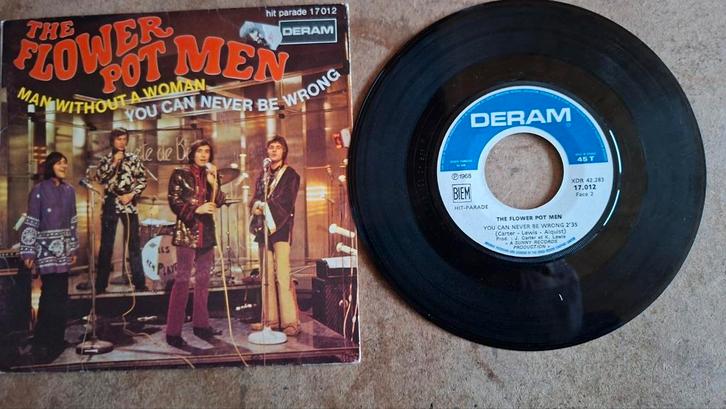 hit parade 17012
DERAM
THE
FLOWER
POT MEN
MAN WITHOUT A WOMAN
YOU CAN NEVER BE WRONG
DERAM
45 T
℗ 1968
BIEM
HIT-PARADE
XDR 42.283
17.012
Face 2
THE FLOWER POT MEN
YOU CAN NEVER BE WRONG 2'35
(Carter - Lewis - Alquist)
Prod. : J. Carter et K. Lewis
- A SUNNY RECORDS
PRODUCTION -